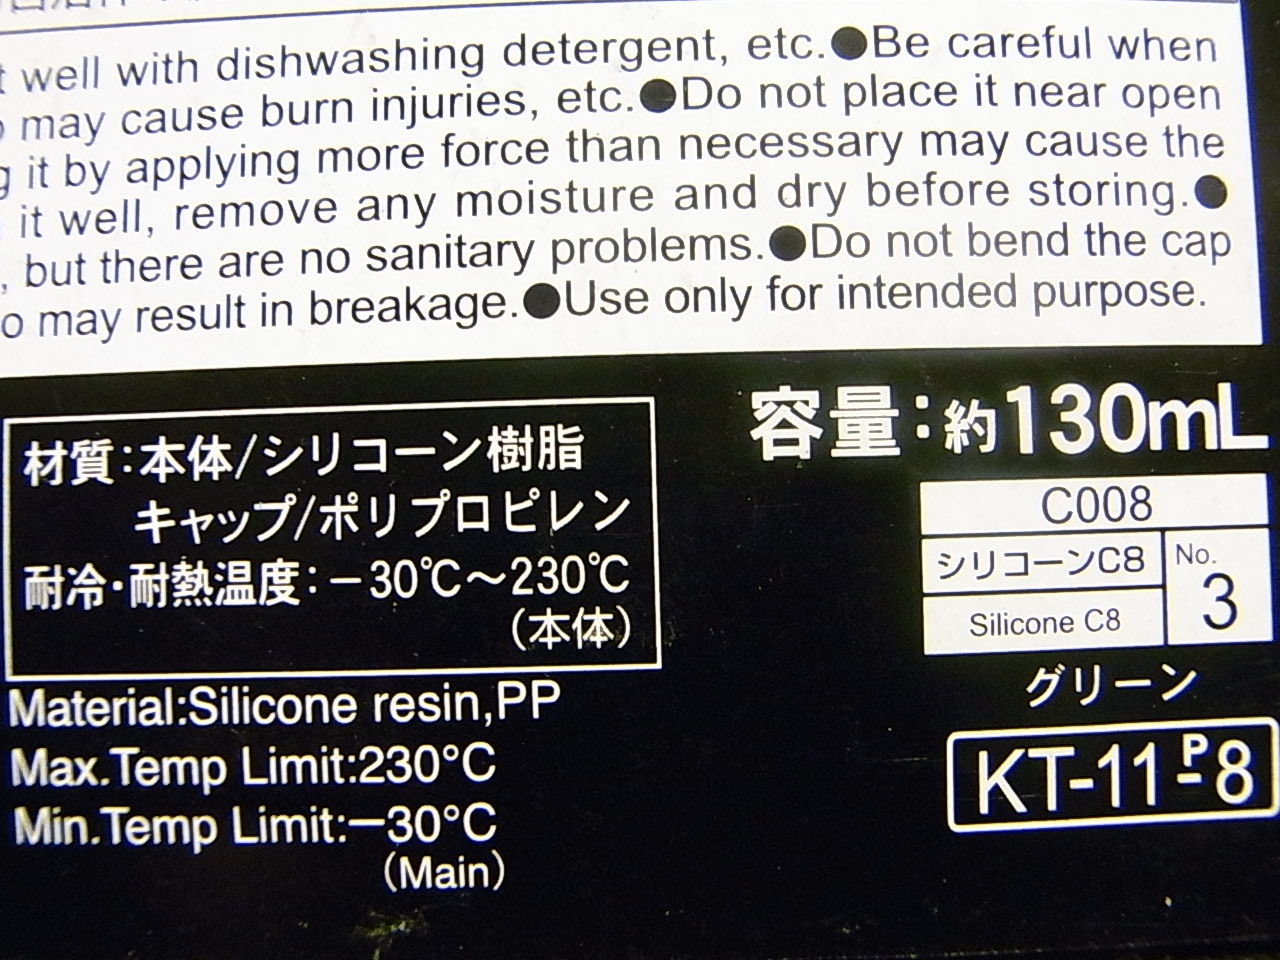 well with dishwashing detergent, etc.●Be careful when
may cause burn injuries, etc.●Do not place it near open
it by applying more force than necessary may cause the
it well, remove any moisture and dry before storing.●
, but there are no sanitary problems.●Do not bend the cap
may result in breakage.●Use only for intended purpose.
容量:約130mL
材質:本体/シリコーン樹脂
キャップ/ポリプロピレン
耐冷・耐熱温度:−30℃〜230℃
(本体)
C008
シリコーンC8
Silicone C8
No.
3
グリーン
KT-11 P-8
Material:Silicone resin,PP
Max.Temp Limit:230°C
Min.Temp Limit:−30°C
(Main)